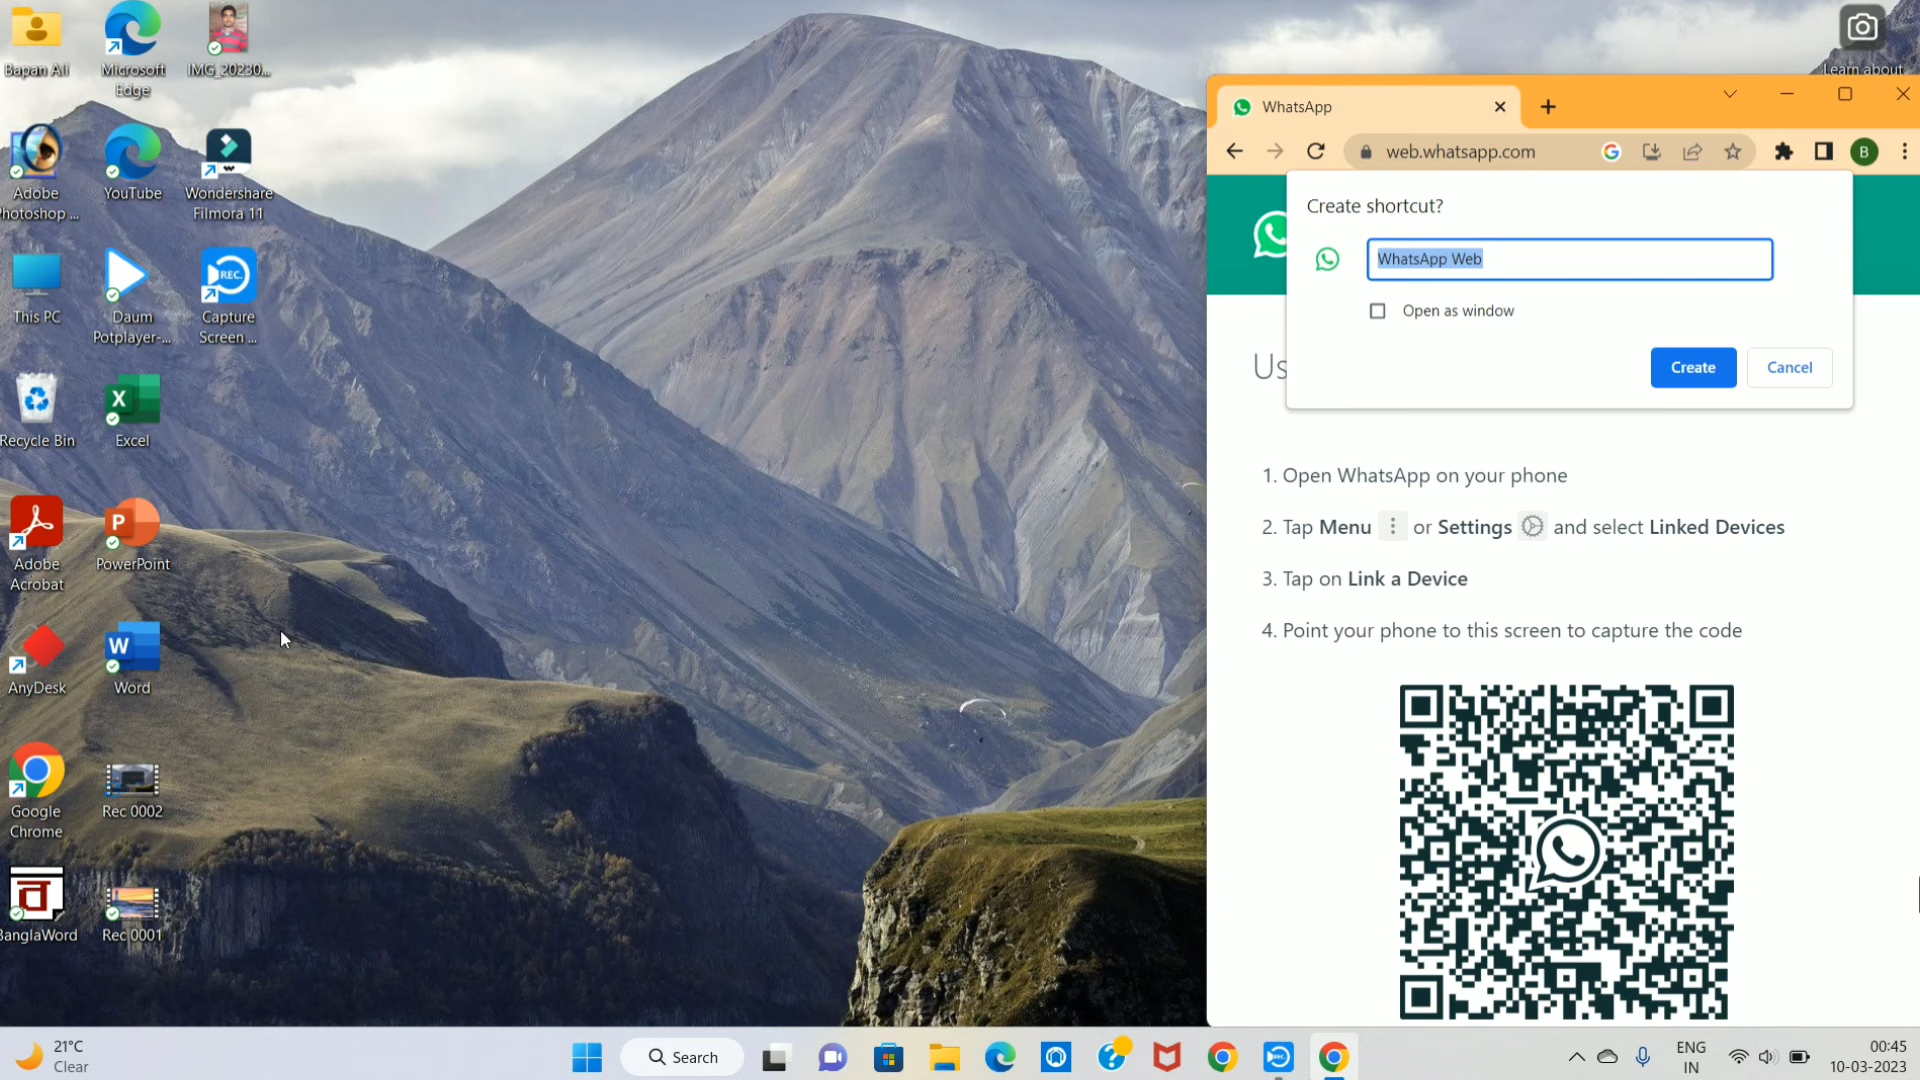 Bapan Ali
Microsoft
Edge
IMG_20230...
Adobe
Photoshop ...
YouTube
Wondershare
Filmora 11
This PC
Daum
Potplayer-...
REC.
Capture
Screen ...
Recycle Bin
X
Excel
Adobe
Acrobat
P
PowerPoint
AnyDesk
W
Word
Google
Chrome
Rec 0002
BanglaWord
Rec 0001
Learn about
WhatsApp
web.whatsapp.com
G
B
Create shortcut?
WhatsApp Web
Open as window
Create
Cancel
Us
1. Open WhatsApp on your phone
2. Tap Menu or Settings and select Linked Devices
3. Tap on Link a Device
4. Point your phone to this screen to capture the code
21°C
Clear
Search
REC
ENG
IN
00:45
10-03-2023